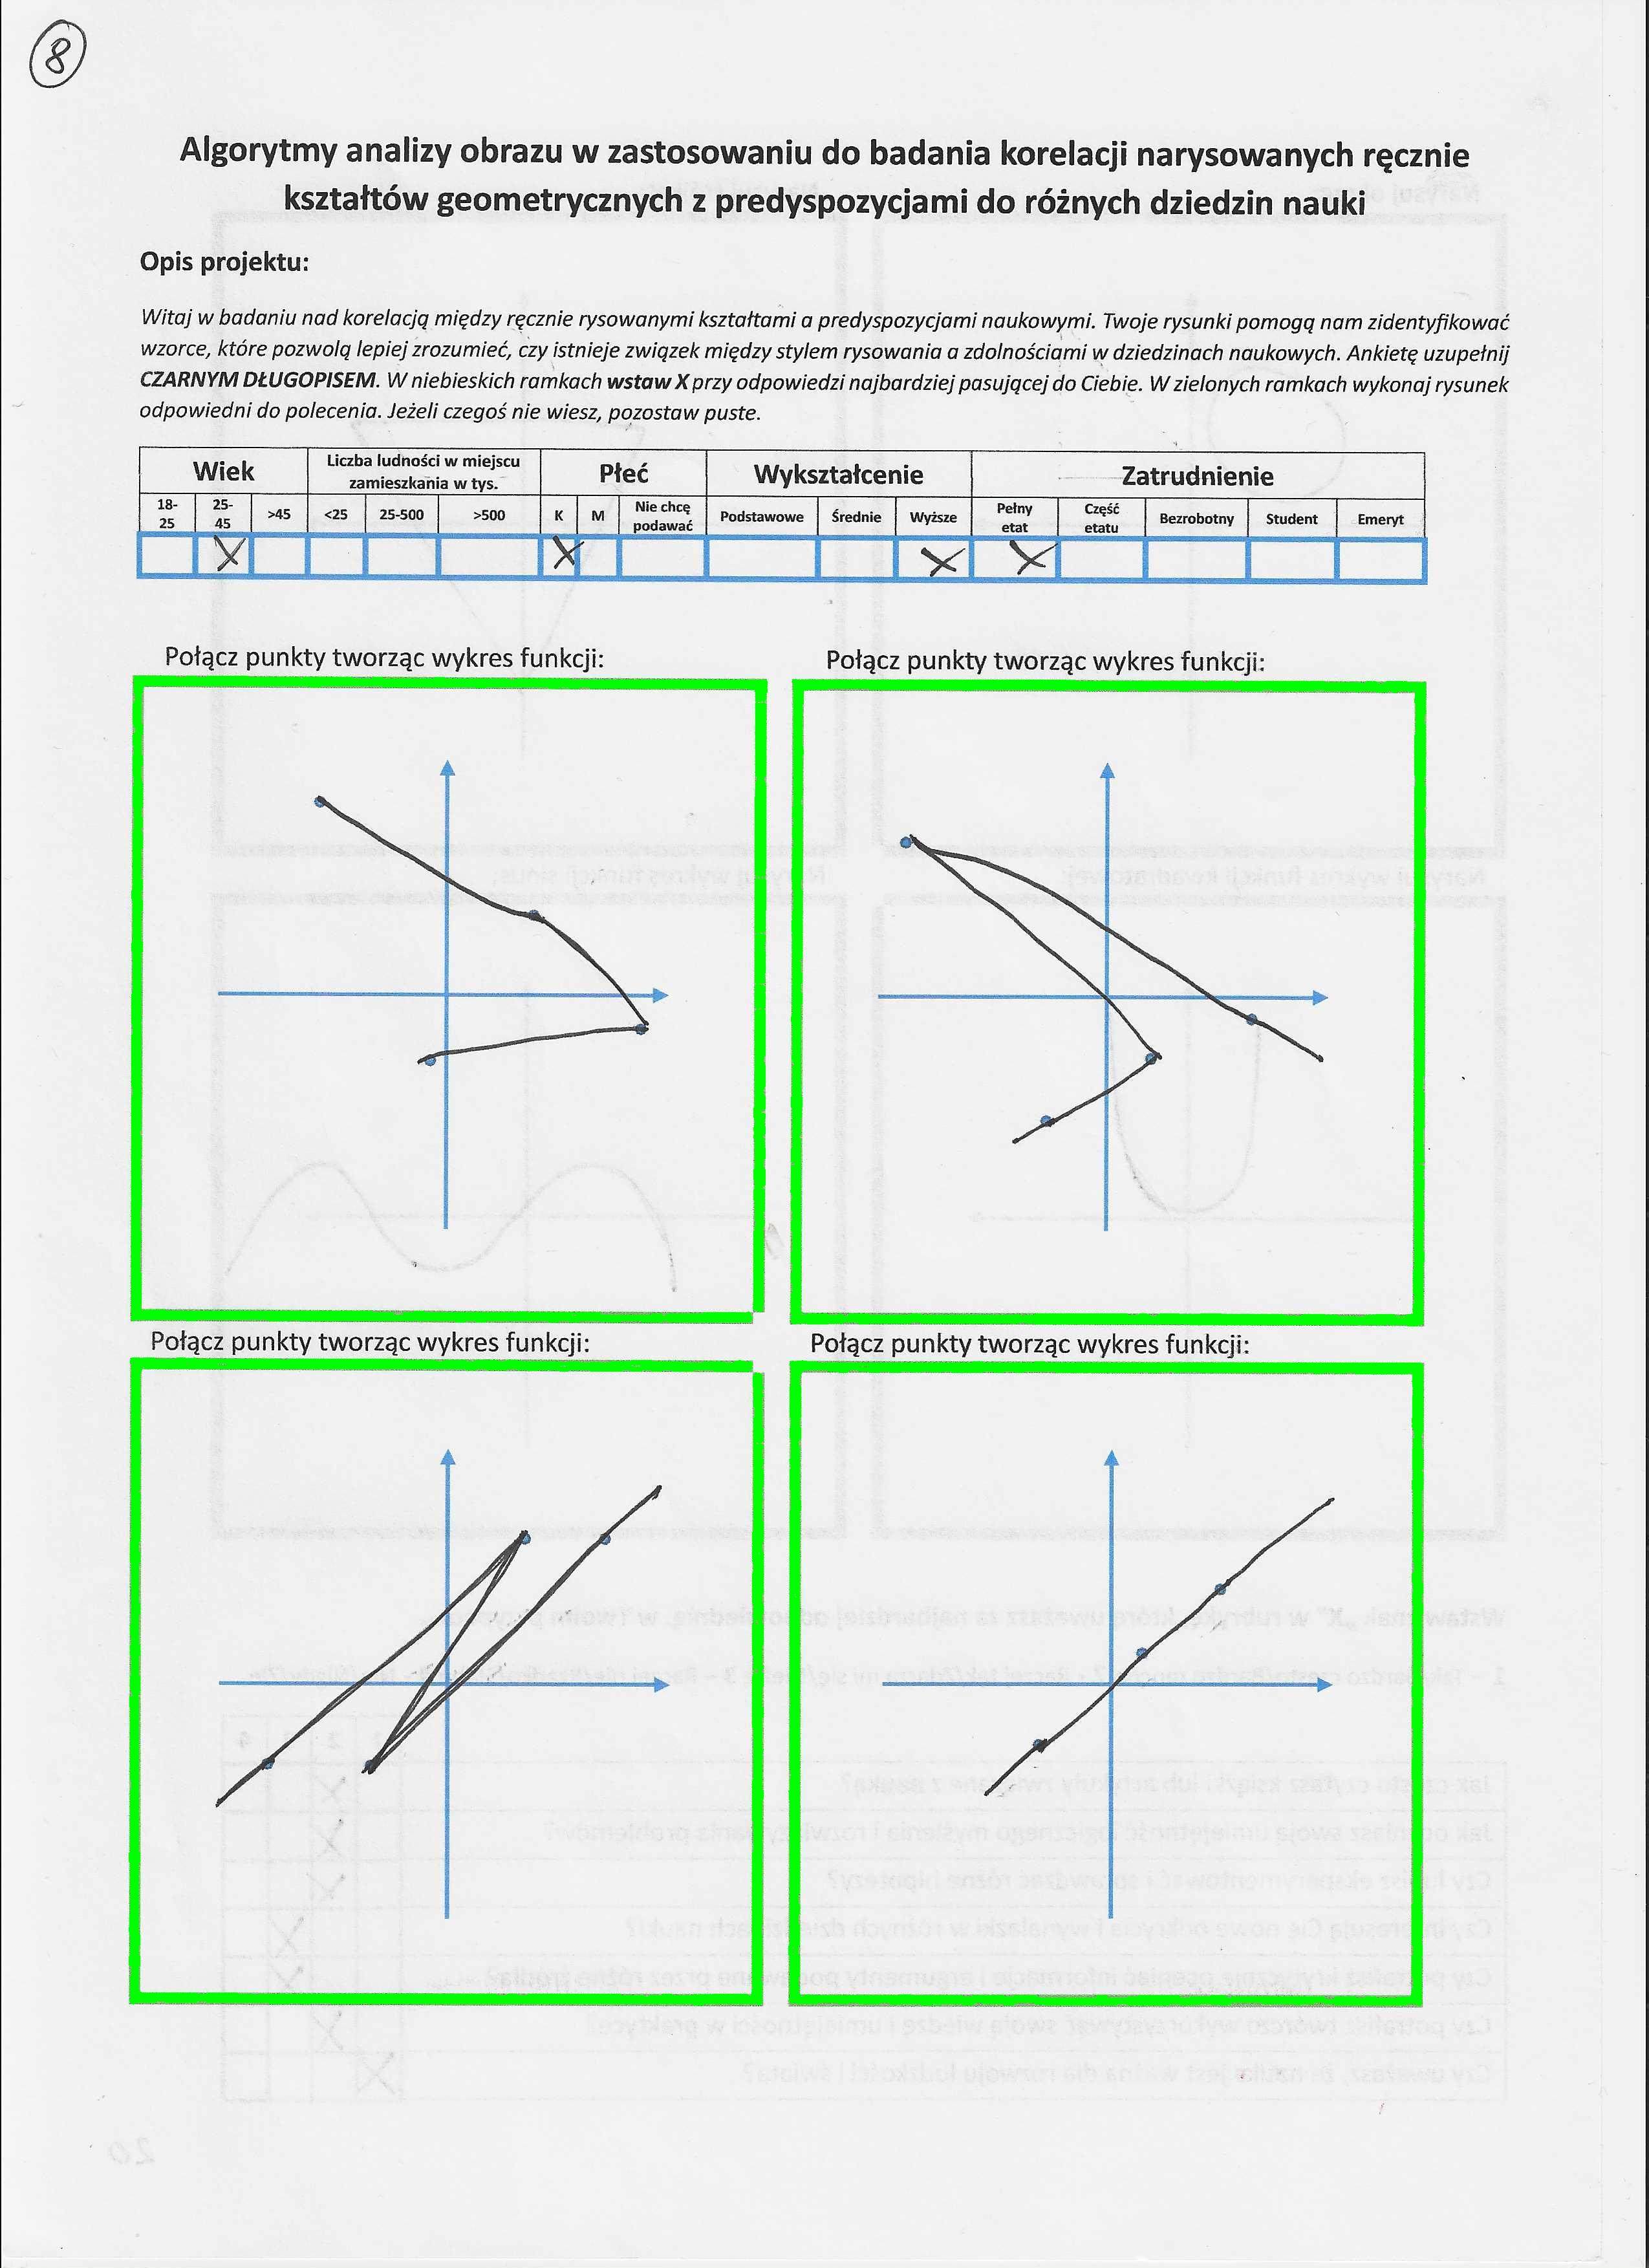 8
Algorytmy analizy obrazu w zastosowaniu do badania korelacji narysowanych ręcznie
kształtów geometrycznych z predyspozycjami do różnych dziedzin nauki
Opis projektu:
Witaj w badaniu nad korelacją między ręcznie rysowanymi kształtami a predyspozycjami naukowymi. Twoje rysunki pomogą nam zidentyfikować
wzorce, które pozwolą lepiej zrozumieć, czy istnieje związek między stylem rysowania a zdolnościami w dziedzinach naukowych. Ankietę uzupełnij
CZARNYM DŁUGOPISEM. W niebieskich ramkach wstaw X przy odpowiedzi najbardziej pasującej do Ciebie. W zielonych ramkach wykonaj rysunek
odpowiedni do polecenia. Jeżeli czegoś nie wiesz, pozostaw puste.
Wiek Liczba ludności w miejscu zamieszkania w tys. Płeć Wykształcenie Zatrudnienie
18-25 25-45 >45 <25 25-500 >500 K M Nie chcę podawać Podstawowe Średnie Wyższe Pełny etat Część etatu Bezrobotny Student Emeryt
X X X X
Połącz punkty tworząc wykres funkcji: Połącz punkty tworząc wykres funkcji:
Połącz punkty tworząc wykres funkcji: Połącz punkty tworząc wykres funkcji: